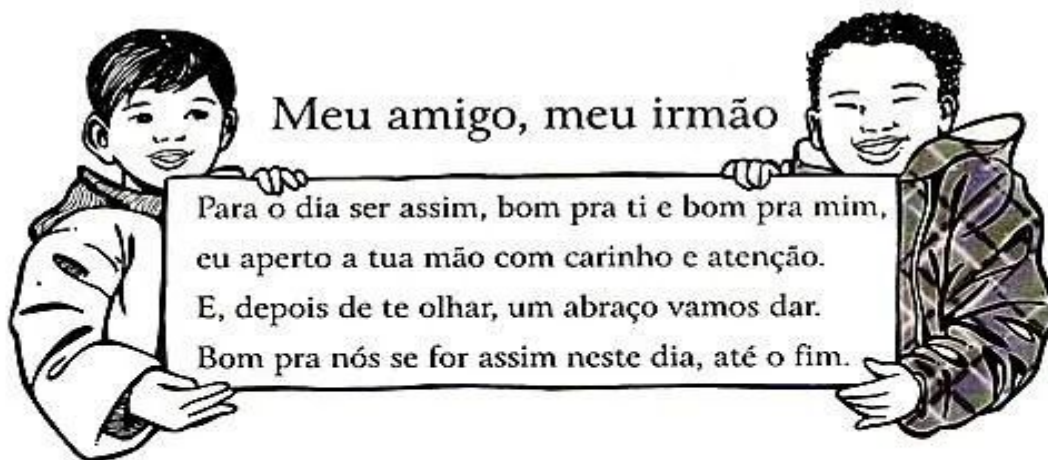 Meu amigo, meu irmão
Para o dia ser assim, bom pra ti e bom pra mim,
eu aperto a tua mão com carinho e atenção.
E, depois de te olhar, um abraço vamos dar.
Bom pra nós se for assim neste dia, até o fim.